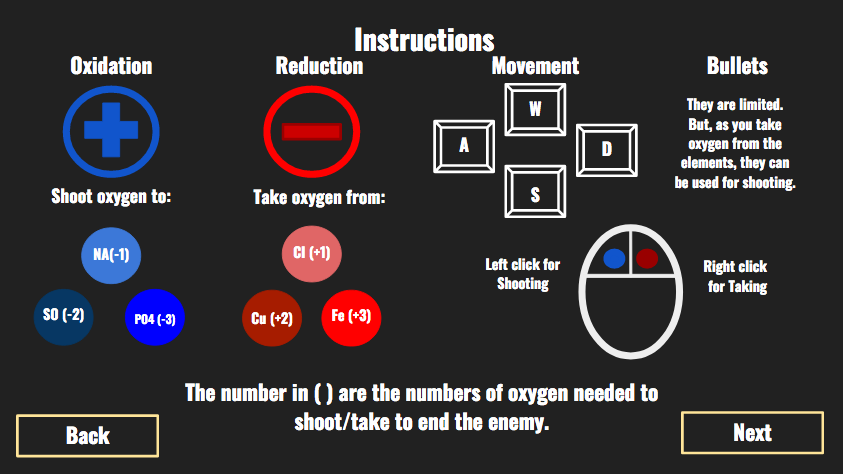 Instructions
Oxidation
Reduction
Movement
Bullets
Shoot oxygen to:
NA(-1)
SO (-2)
PO4 (-3)
Take oxygen from:
Cl (+1)
Cu (+2)
Fe (+3)
W
A
D
S
Left click for
Shooting
Right click
for Taking
They are limited.
But, as you take
oxygen from the
elements, they can
be used for shooting.
The number in ( ) are the numbers of oxygen needed to
shoot/take to end the enemy.
Back
Next